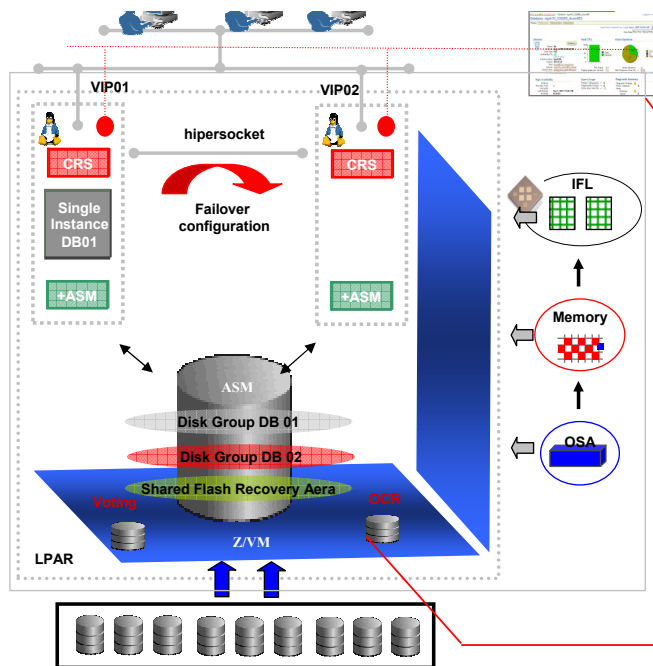 VIP01
VIP02
hipersocket
CRS
CRS
Single
Instance
DB01
Failover
configuration
+ASM
+ASM
IFL
Memory
OSA
ASM
Disk Group DB 01
Disk Group DB 02
Shared Flash Recovery Aera
Voting
OCR
Z/VM
LPAR